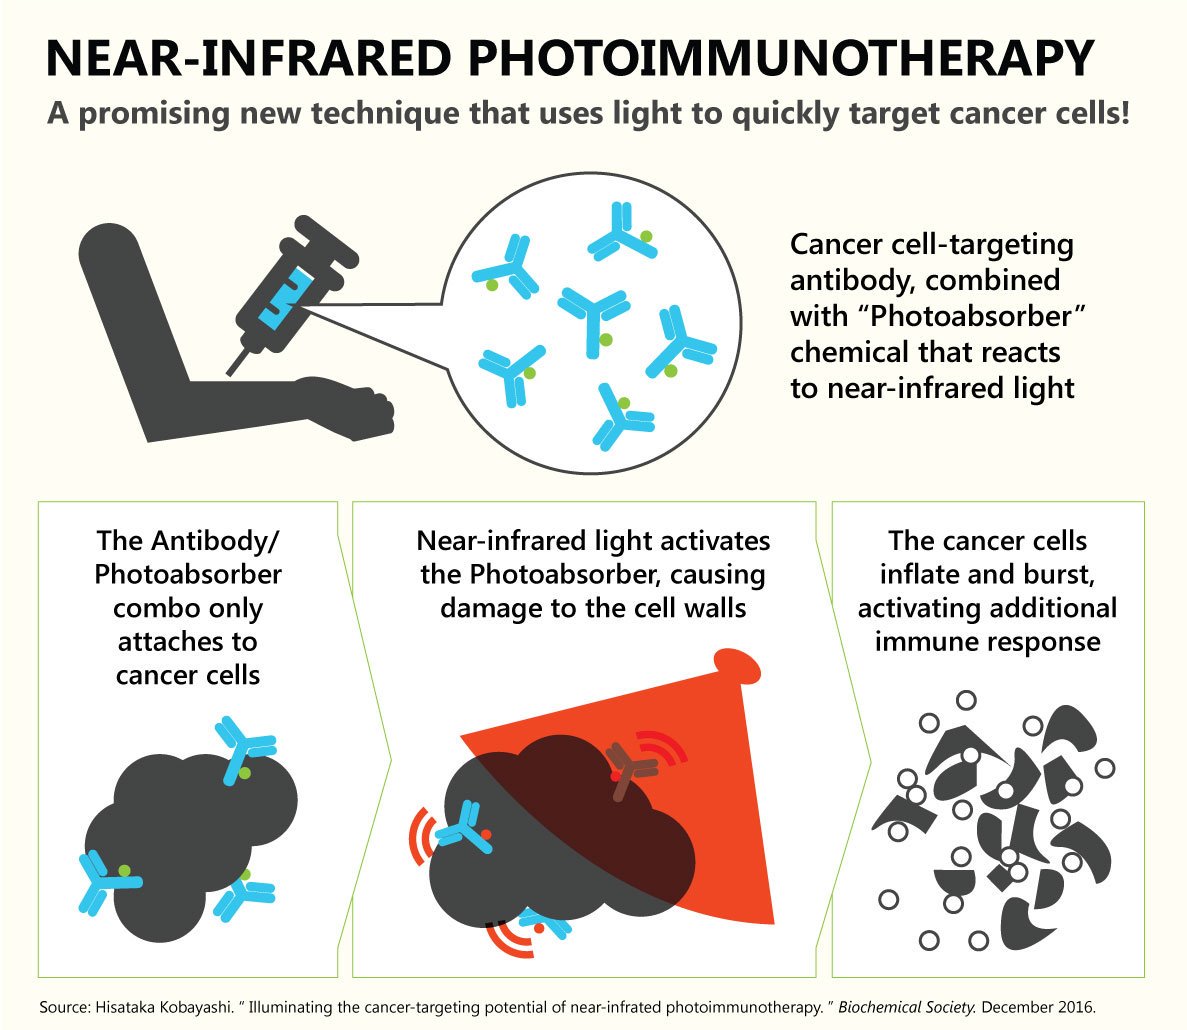 NEAR-INFRARED PHOTOIMMUNOTHERAPY
A promising new technique that uses light to quickly target cancer cells!
Cancer cell-targeting
antibody, combined
with “Photoabsorber”
chemical that reacts
to near-infrared light
The Antibody/
Photoabsorber
combo only
attaches to
cancer cells
Near-infrared light activates
the Photoabsorber, causing
damage to the cell walls
The cancer cells
inflate and burst,
activating additional
immune response
Source: Hisataka Kobayashi. “ Illuminating the cancer-targeting potential of near-infrated photoimmunotherapy. ” Biochemical Society. December 2016.